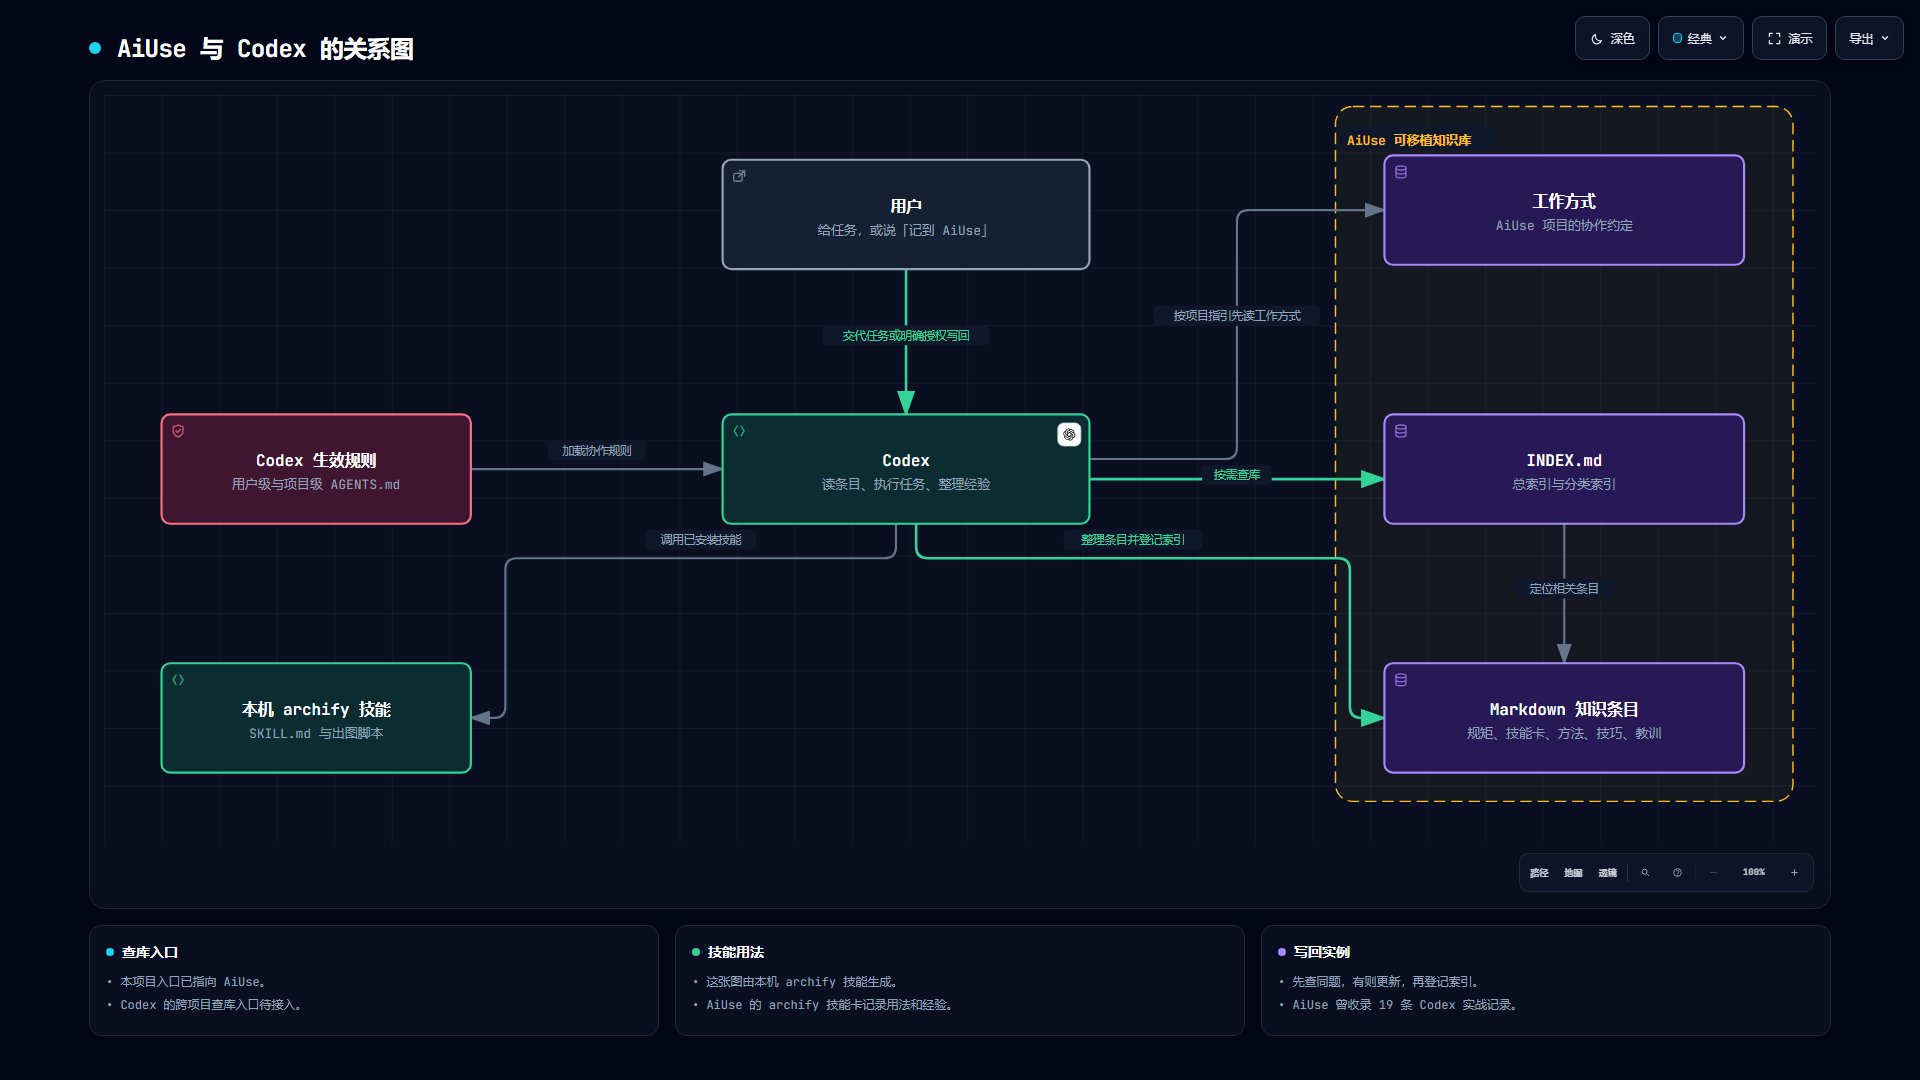 AiUse 与 Codex 的关系图
深色
经典
演示
导出
AiUse 可移植知识库
用户
给任务，或说「记到 AiUse」
工作方式
AiUse 项目的协作约定
按项目指引先读工作方式
交代任务或明确授权写回
Codex 生效规则
用户级与项目级 AGENTS.md
加载协作规则
Codex
读条目、执行任务、整理经验
按需查库
INDEX.md
总索引与分类索引
调用已安装技能
整理条目并登记索引
定位相关条目
本机 archify 技能
SKILL.md 与出图脚本
Markdown 知识条目
规矩、技能卡、方法、技巧、教训
路径
地图
透镜
100%
查库入口
• 本项目入口已指向 AiUse。
• Codex 的跨项目查库入口待接入。
技能用法
• 这张图由本机 archify 技能生成。
• AiUse 的 archify 技能卡记录用法和经验。
写回实例
• 先查同题，有则更新，再登记索引。
• AiUse 曾收录 19 条 Codex 实战记录。